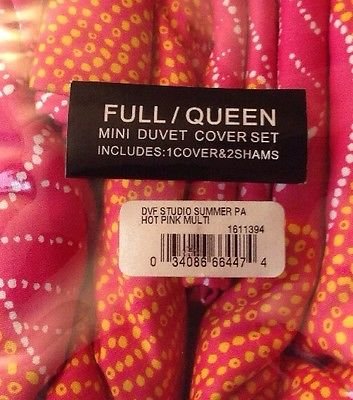 FULL/QUEEN
MINI DUVET COVER SET
INCLUDES:1COVER&2SHAMS
DVF STUDIO SUMMER PA
HOT PINK MULTI
1611394
0 34086 66447 4